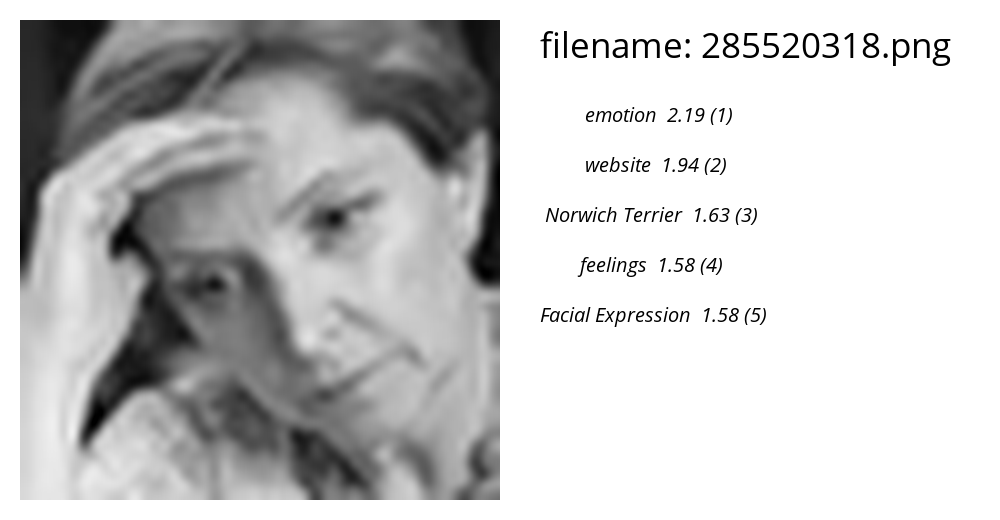 filename: 285520318.png
emotion 2.19 (1)
website 1.94 (2)
Norwich Terrier 1.63 (3)
feelings 1.58 (4)
Facial Expression 1.58 (5)